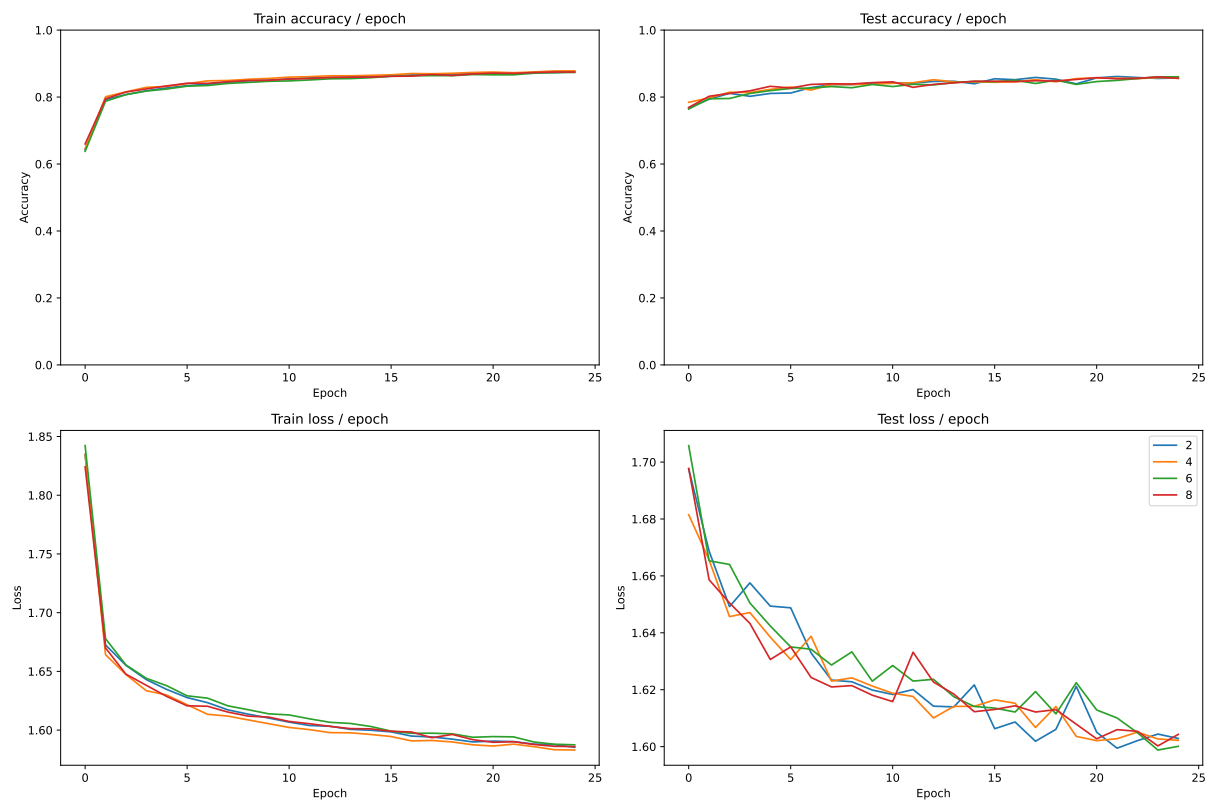 Train accuracy / epoch
1.0
0.8
0.6
0.4
0.2
0.0
Accuracy
0 5 10 15 20 25
Epoch
Test accuracy / epoch
1.0
0.8
0.6
0.4
0.2
0.0
Accuracy
0 5 10 15 20 25
Epoch
Train loss / epoch
1.85
1.80
1.75
1.70
1.65
1.60
Loss
0 5 10 15 20 25
Epoch
Test loss / epoch
1.70
1.68
1.66
1.64
1.62
1.60
Loss
0 5 10 15 20 25
Epoch
2
4
6
8